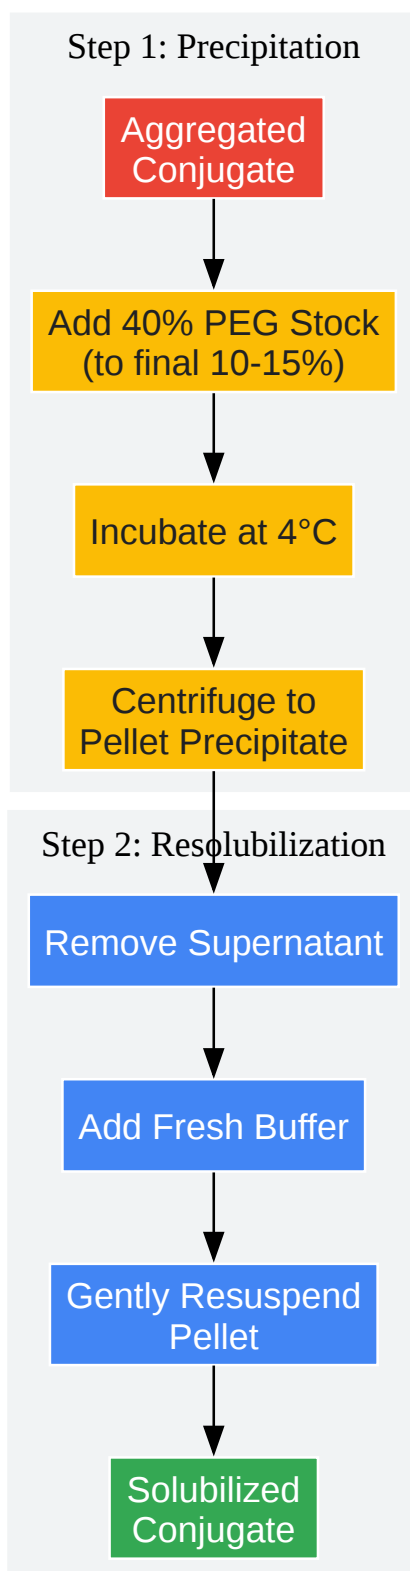 Step 1: Precipitation
Aggregated
Conjugate
Add 40% PEG Stock
(to final 10-15%)
Incubate at 4°C
Centrifuge to
Pellet Precipitate
Step 2: Resolubilization
Remove Supernatant
Add Fresh Buffer
Gently Resuspend
Pellet
Solubilized
Conjugate